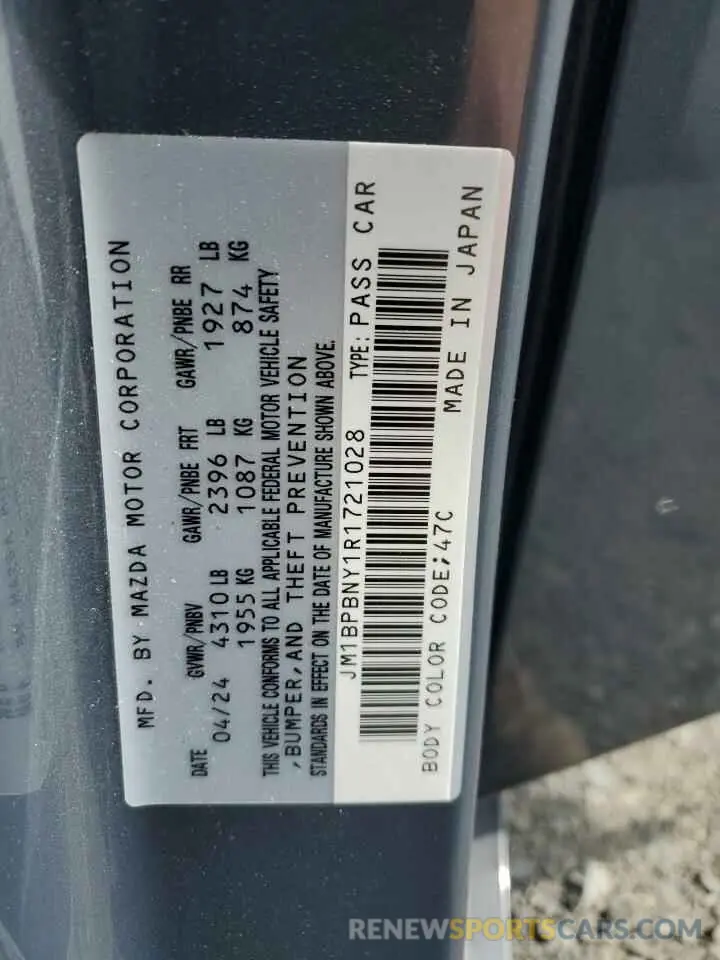 MFD. BY MAZDA MOTOR CORPORATION
DATE GVWR/PNBV GAWR/PNBE FRT GAWR/PNBE RR
04/24 4310 LB 2396 LB 1927 LB
1955 KG 1087 KG 874 KG
THIS VEHICLE CONFORMS TO ALL APPLICABLE FEDERAL MOTOR VEHICLE SAFETY
,BUMPER,AND THEFT PREVENTION
STANDARDS IN EFFECT ON THE DATE OF MANUFACTURE SHOWN ABOVE.
JM1BPBNY1R1721028 TYPE: PASS CAR
BODY COLOR CODE;47C MADE IN JAPAN
RENEWSPORTSCARS.COM